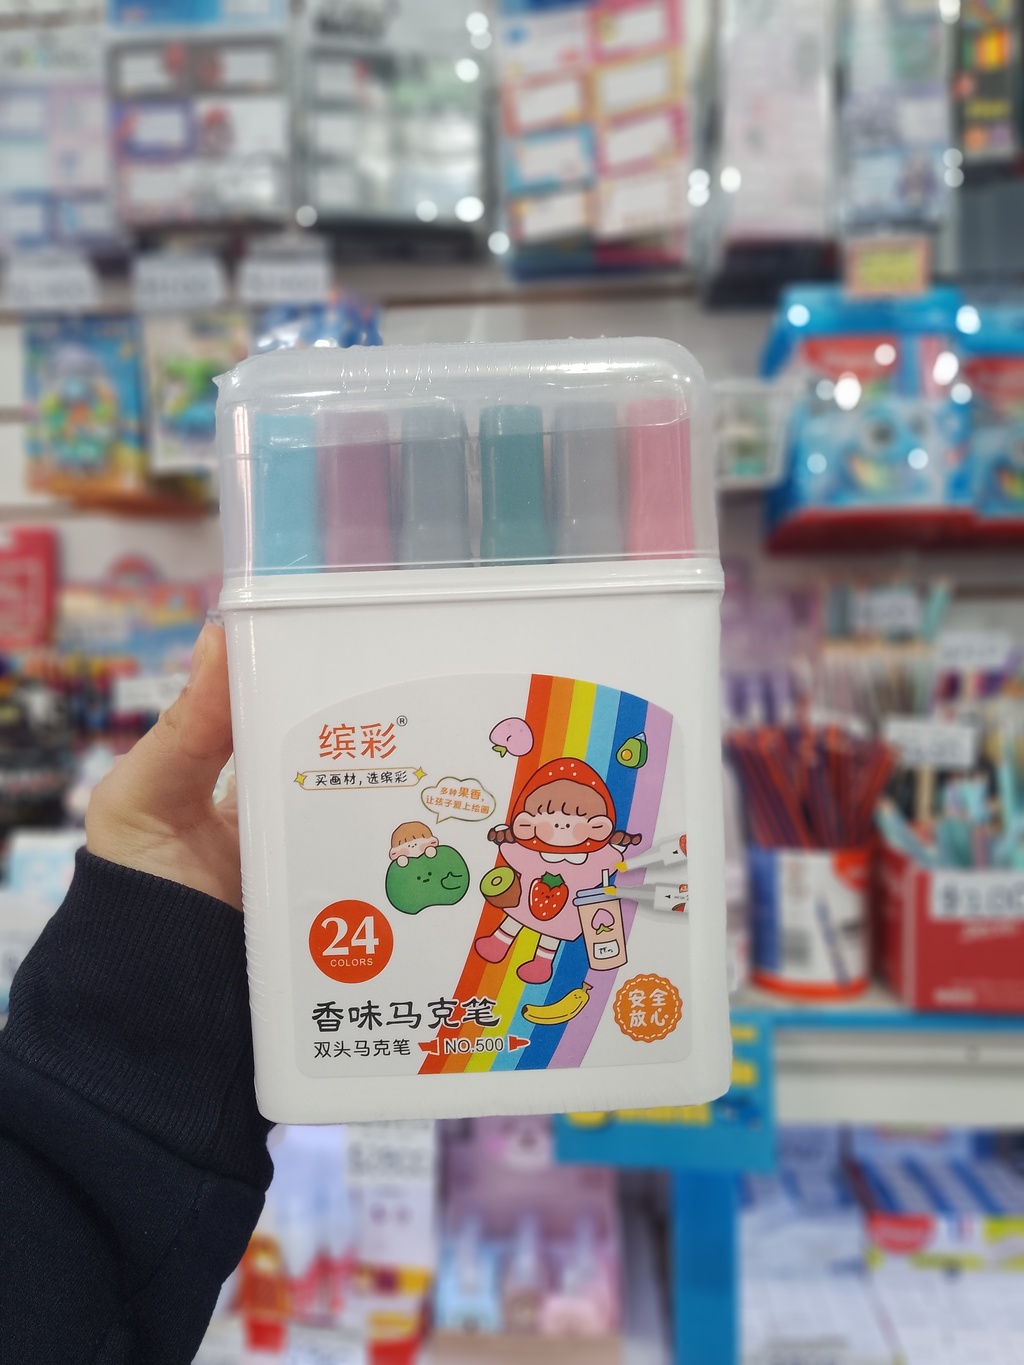 缤彩®
买画材，选缤彩
多种果香，
让孩子爱上绘画
24
COLORS
香味马克笔
双头马克笔 NO.500
安全
放心